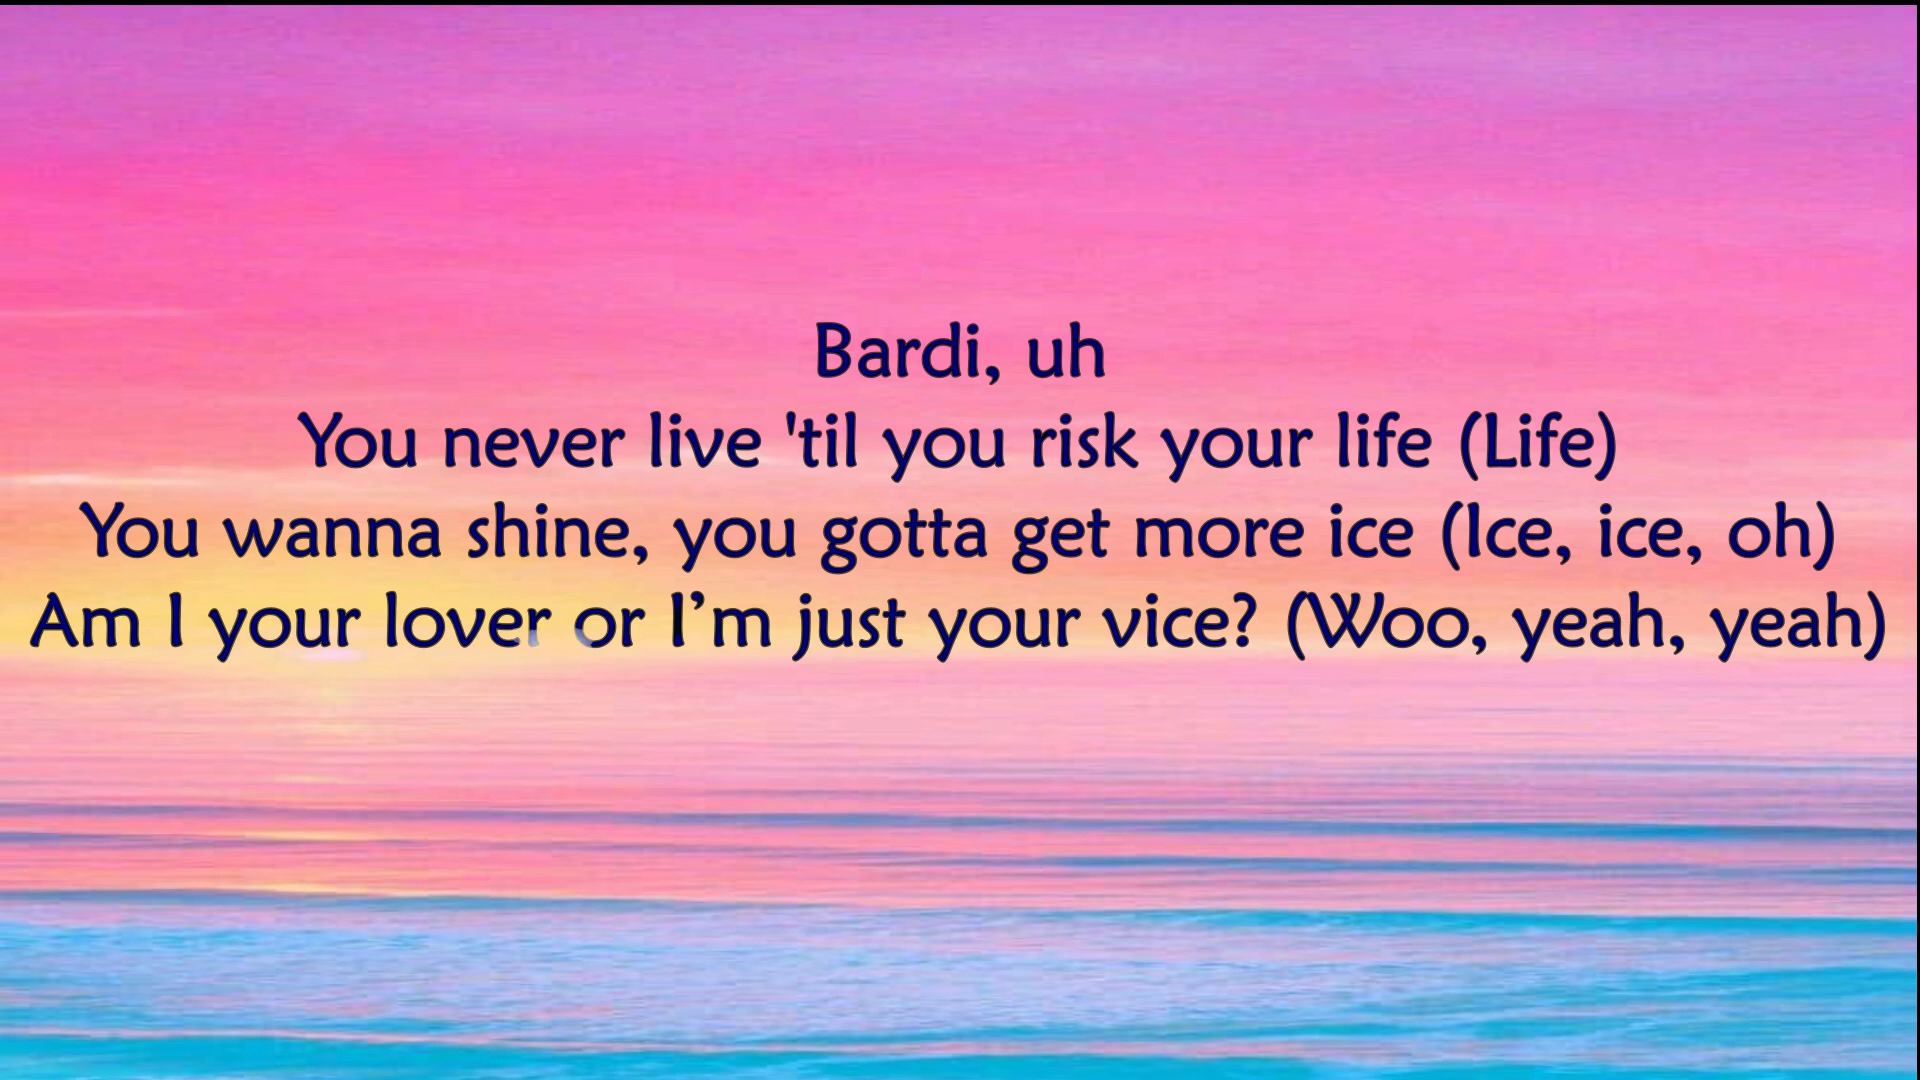 Bardi, uh
You never live 'til you risk your life (Life)
You wanna shine, you gotta get more ice (Ice, ice, oh)
Am I your lover or I’m just your vice? (Woo, yeah, yeah)